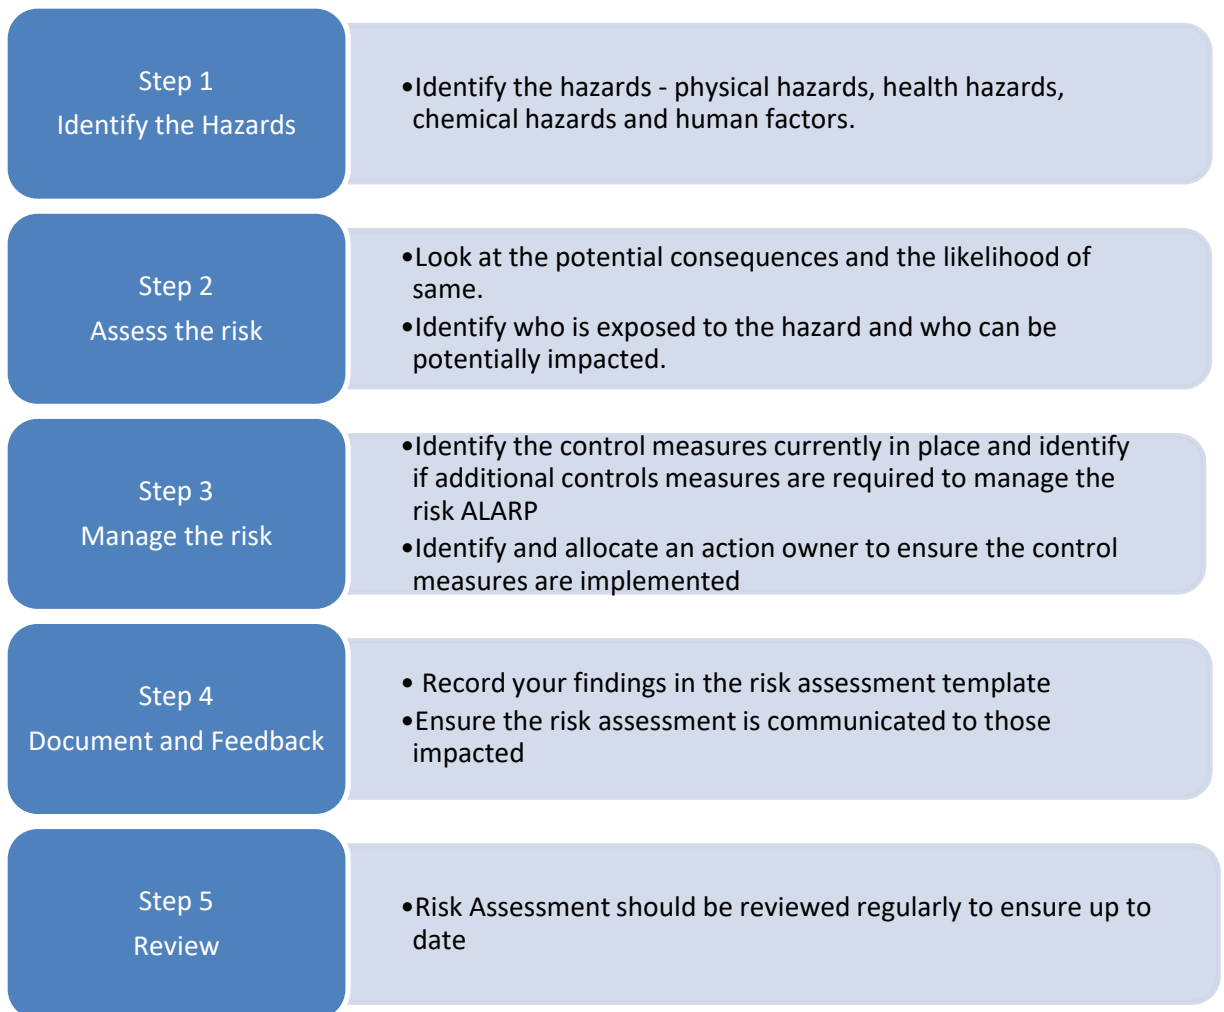 Step 1
Identify the Hazards
•Identify the hazards - physical hazards, health hazards,
chemical hazards and human factors.
Step 2
Assess the risk
•Look at the potential consequences and the likelihood of
same.
•Identify who is exposed to the hazard and who can be
potentially impacted.
Step 3
Manage the risk
•Identify the control measures currently in place and identify
if additional controls measures are required to manage the
risk ALARP
•Identify and allocate an action owner to ensure the control
measures are implemented
Step 4
Document and Feedback
• Record your findings in the risk assessment template
•Ensure the risk assessment is communicated to those
impacted
Step 5
Review
•Risk Assessment should be reviewed regularly to ensure up to
date